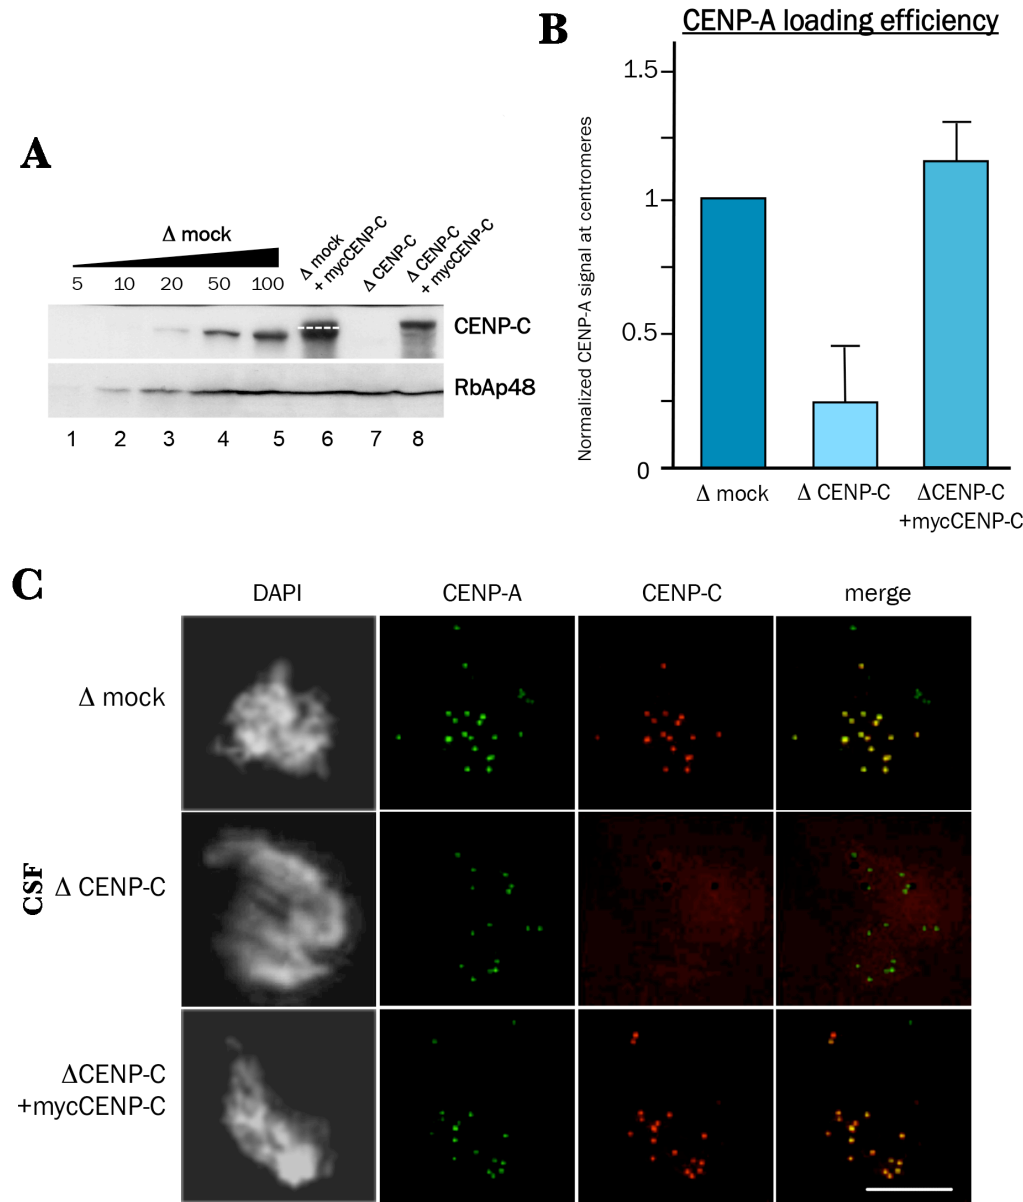 A
Δ mock
5 10 20 50 100
Δ mock
+ mycCENP-C
Δ CENP-C
Δ CENP-C
+ mycCENP-C
CENP-C
RbAp48
1 2 3 4 5 6 7 8
B
CENP-A loading efficiency
Normalized CENP-A signal at centromeres
1.5
1
0.5
0
Δ mock
Δ CENP-C
ΔCENP-C
+mycCENP-C
C
DAPI CENP-A CENP-C merge
CSF
Δ mock
Δ CENP-C
ΔCENP-C
+mycCENP-C